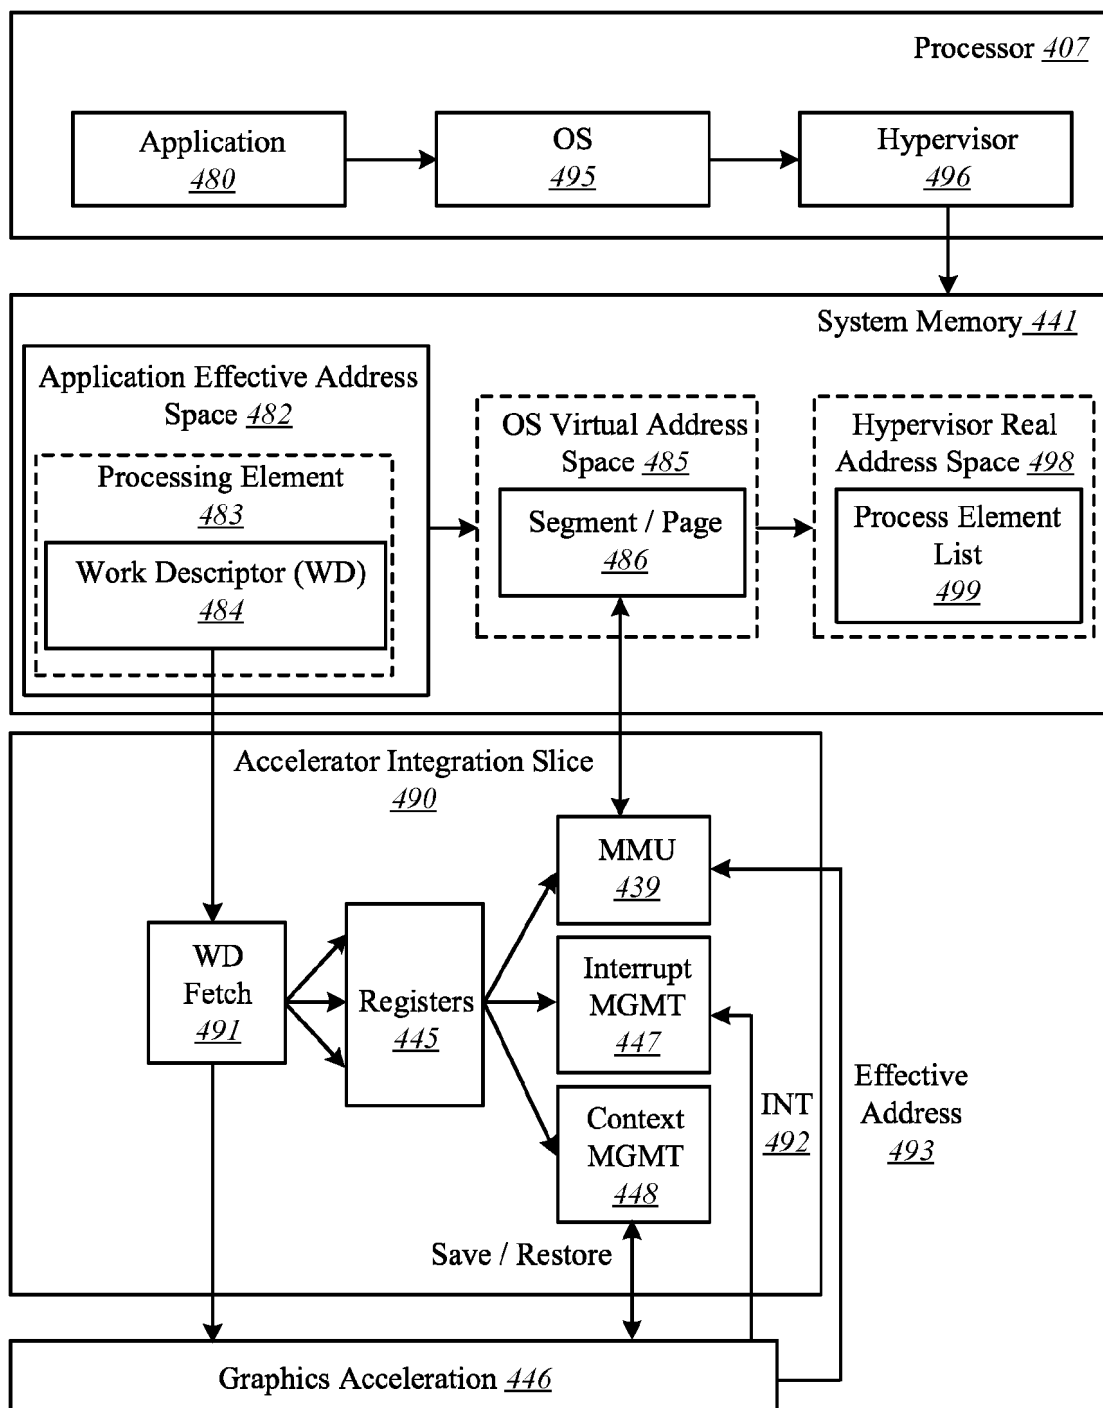 Processor 407
Application
480
OS
495
Hypervisor
496
System Memory 441
Application Effective Address
Space 482
Processing Element
483
Work Descriptor (WD)
484
OS Virtual Address
Space 485
Segment / Page
486
Hypervisor Real
Address Space 498
Process Element
List
499
Accelerator Integration Slice
490
MMU
439
WD
Fetch
491
Registers
445
Interrupt
MGMT
447
Context
MGMT
448
INT
492
Effective
Address
493
Save / Restore
Graphics Acceleration 446